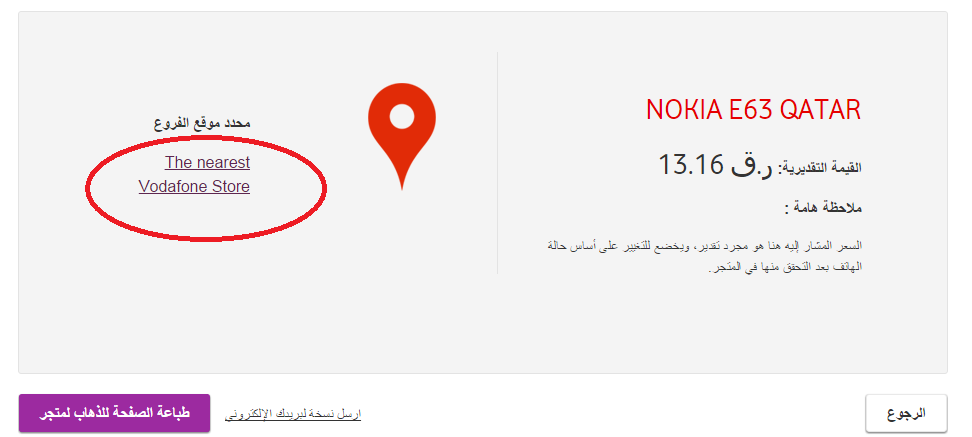 NOKIA E63 QATAR
القيمة التقديرية: ر.ق 13.16
ملاحظة هامة :
السعر المشار إليه هنا هو مجرد تقدير، ويخضع للتغيير على أساس حالة
الهاتف بعد التحقق منها في المتجر.
محدد موقع الفروع
The nearest
Vodafone Store
الرجوع
ارسل نسخة لبريدك الإلكتروني
طباعة الصفحة للذهاب لمتجر